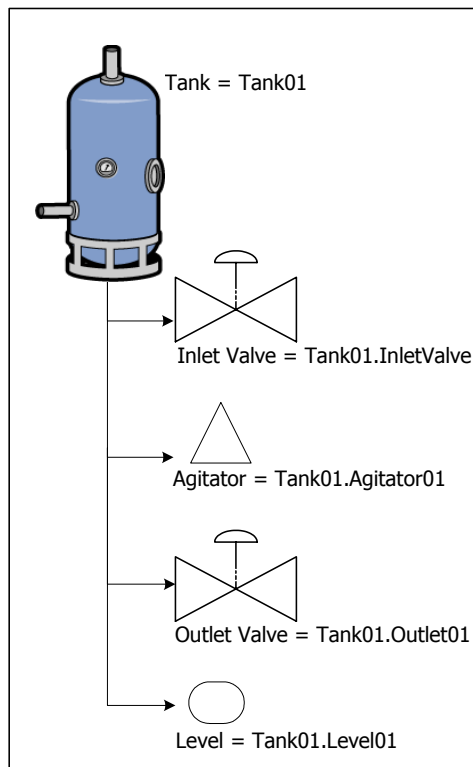 Tank = Tank01
Inlet Valve = Tank01.InletValve
Agitator = Tank01.Agitator01
Outlet Valve = Tank01.Outlet01
Level = Tank01.Level01